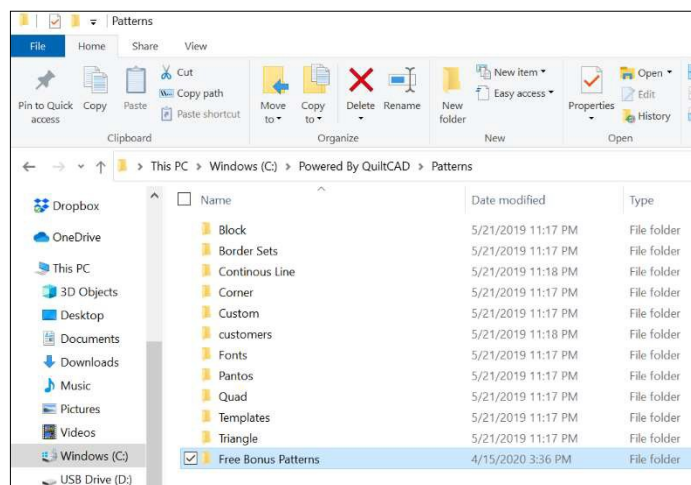 Patterns
File Home Share View
Pin to Quick access
Copy
Paste
Cut
Copy path
Paste shortcut
Clipboard
Move to
Copy to
Delete
Rename
Organize
New folder
New item
Easy access
New
Properties
Open
Edit
History
Open
This PC > Windows (C:) > Powered By QuiltCAD > Patterns
Dropbox
OneDrive
This PC
3D Objects
Desktop
Documents
Downloads
Music
Pictures
Videos
Windows (C:)
USB Drive (D:)
Name Date modified Type
Block 5/21/2019 11:17 PM File folder
Border Sets 5/21/2019 11:17 PM File folder
Continous Line 5/21/2019 11:18 PM File folder
Corner 5/21/2019 11:17 PM File folder
Custom 5/21/2019 11:17 PM File folder
customers 5/21/2019 11:18 PM File folder
Fonts 5/21/2019 11:17 PM File folder
Pantos 5/21/2019 11:17 PM File folder
Quad 5/21/2019 11:17 PM File folder
Templates 5/21/2019 11:17 PM File folder
Triangle 5/21/2019 11:17 PM File folder
Free Bonus Patterns 4/15/2020 3:36 PM File folder